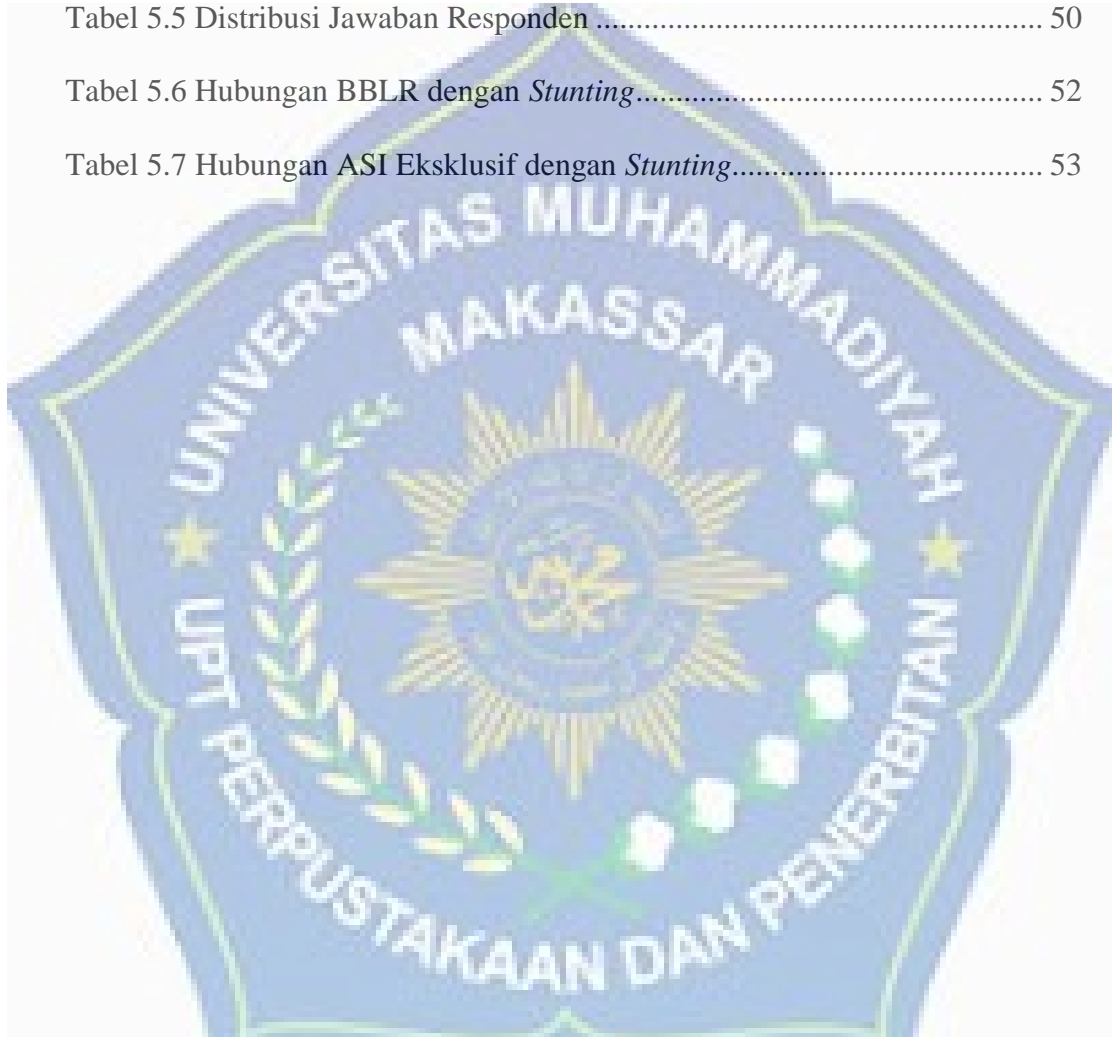 Tabel 5.5 Distribusi Jawaban Responden ............................................................ 50
Tabel 5.6 Hubungan BBLR dengan Stunting....................................................... 52
Tabel 5.7 Hubungan ASI Eksklusif dengan Stunting.......................................... 53
UNIVERSITAS MUHAMMADIYAH
MAKASSAR
UPT PERPUSTAKAAN DAN PENERBITAN